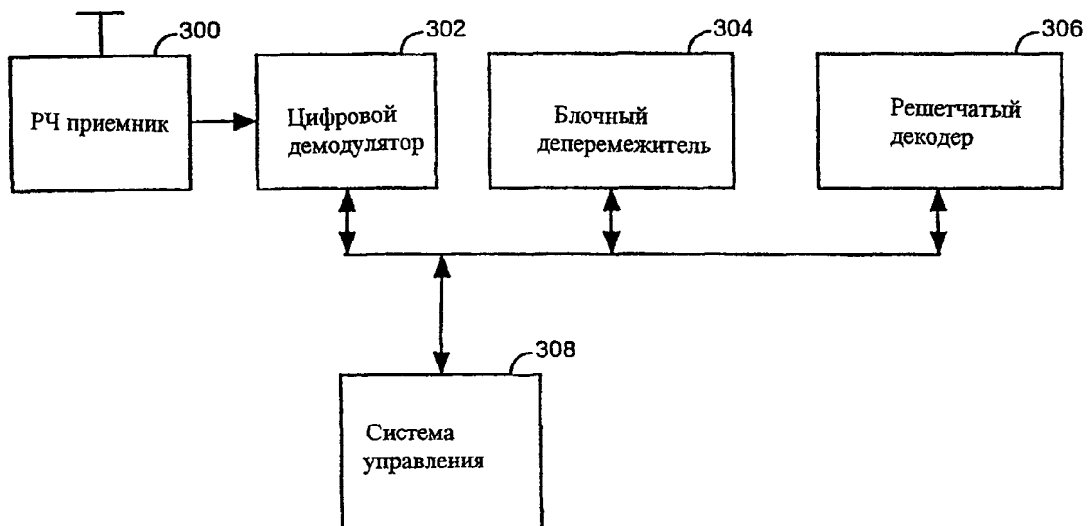 300
302
304
306
РЧ приемник
Цифровой
демодулятор
Блочный
деперемежитель
Решетчатый
декодер
308
Система
управления